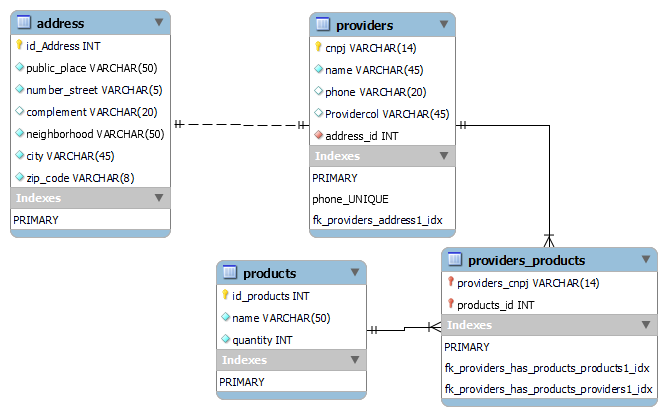 address
id_Address INT
public_place VARCHAR(50)
number_street VARCHAR(5)
complement VARCHAR(20)
neighborhood VARCHAR(50)
city VARCHAR(45)
zip_code VARCHAR(8)
Indexes
PRIMARY
providers
cnpj VARCHAR(14)
name VARCHAR(45)
phone VARCHAR(20)
Providercol VARCHAR(45)
address_id INT
Indexes
PRIMARY
phone_UNIQUE
fk_providers_address1_idx
products
id_products INT
name VARCHAR(50)
quantity INT
Indexes
PRIMARY
providers_products
providers_cnpj VARCHAR(14)
products_id INT
Indexes
PRIMARY
fk_providers_has_products_products1_idx
fk_providers_has_products_providers1_idx